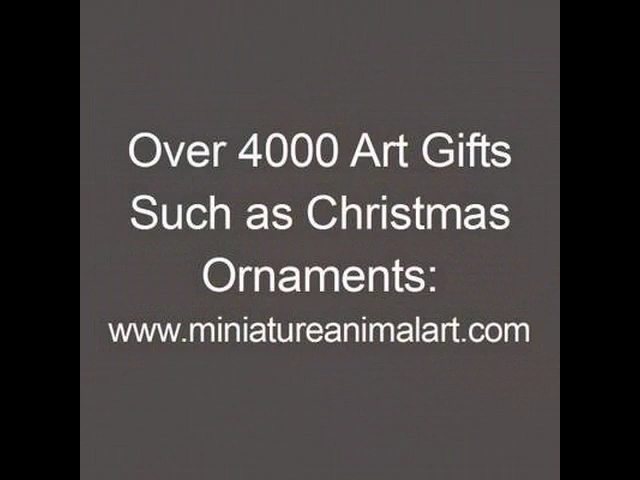 Over 4000 Art Gifts
Such as Christmas
Ornaments:
www.miniatureanimalart.com